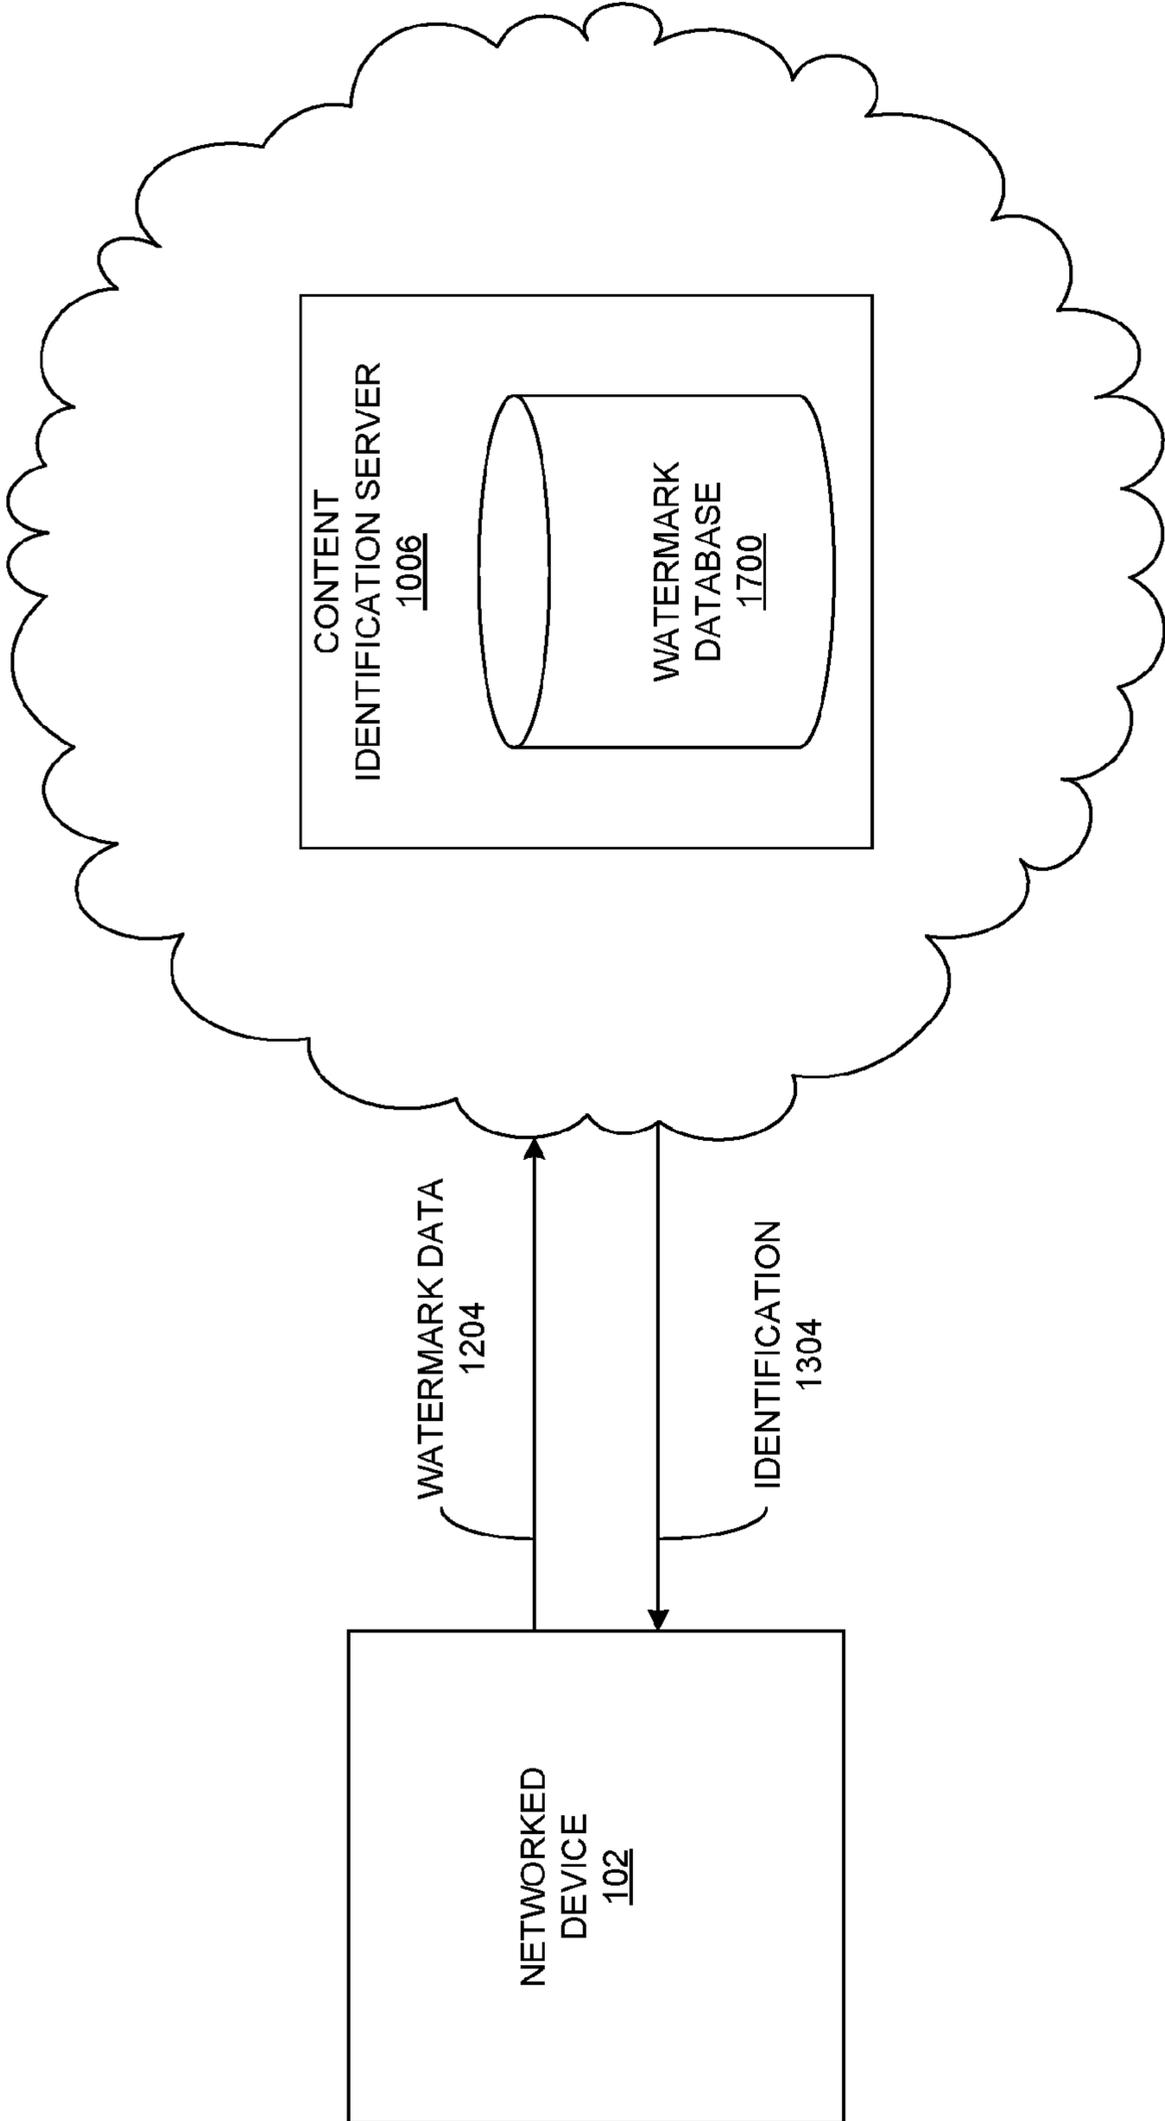 NETWORKED
DEVICE
102
WATERMARK DATA
1204
IDENTIFICATION
1304
CONTENT
IDENTIFICATION SERVER
1006
WATERMARK
DATABASE
1700